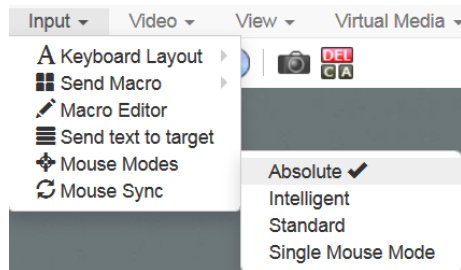 Input Video View Virtual Media
Keyboard Layout
Send Macro
Macro Editor
Send text to target
Mouse Modes
Mouse Sync
DEL
C A
Absolute
Intelligent
Standard
Single Mouse Mode